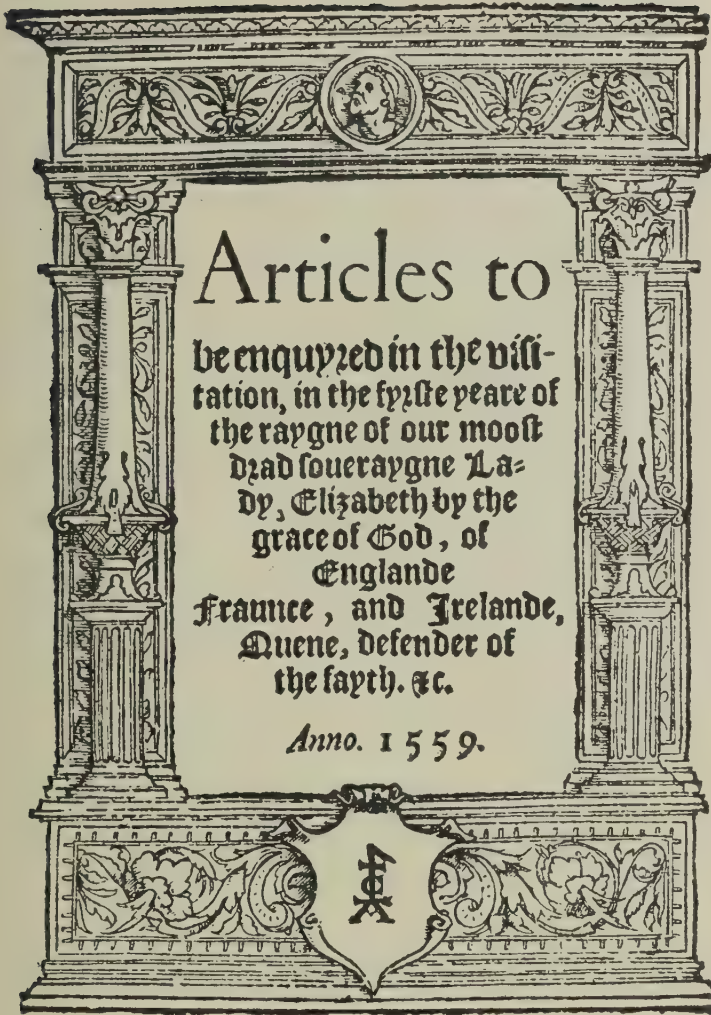 Articles to
be enquyred in the visi-
tation, in the fyrste yeare of
the raygne of our moost
drad soueraygne La-
dy, Elizabeth by the
grace of God, of
Englande
Fraunce, and Irelande,
Quene, defender of
the fayth. &c.
Anno. 1559.